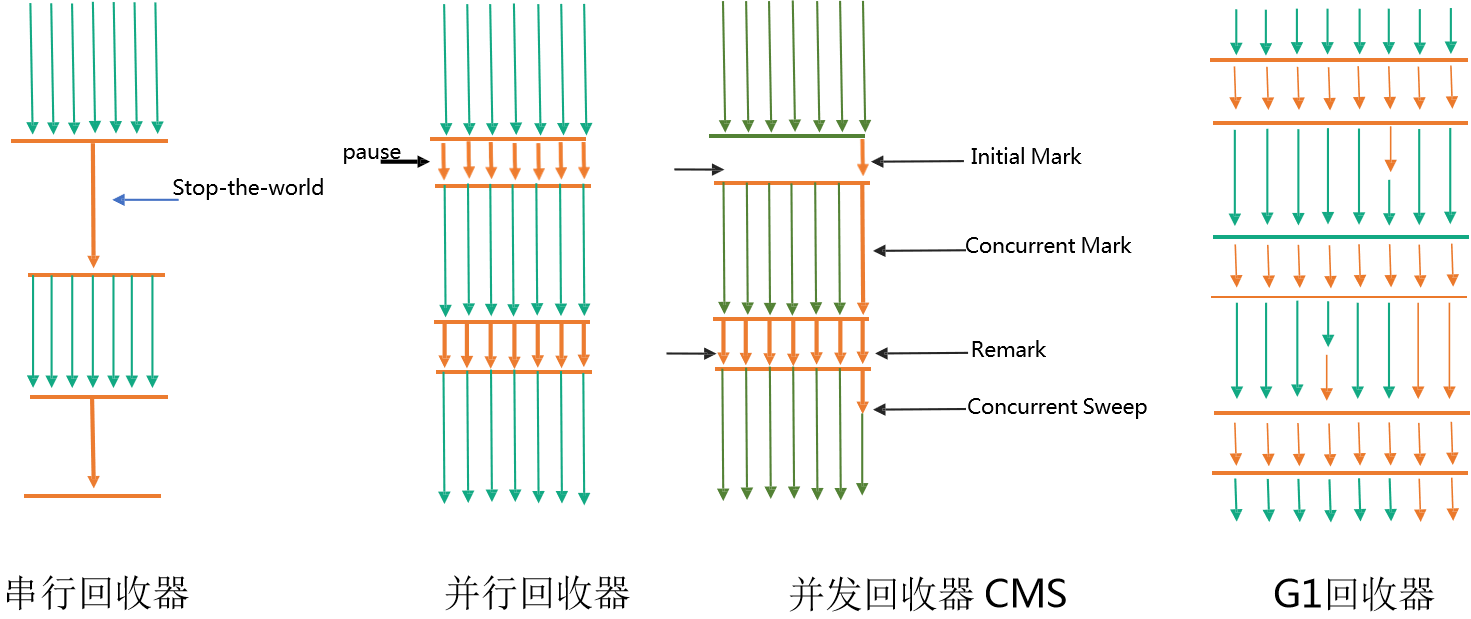 pause
Stop-the-world
Initial Mark
Concurrent Mark
Remark
Concurrent Sweep
串行回收器
并行回收器
并发回收器 CMS
G1回收器